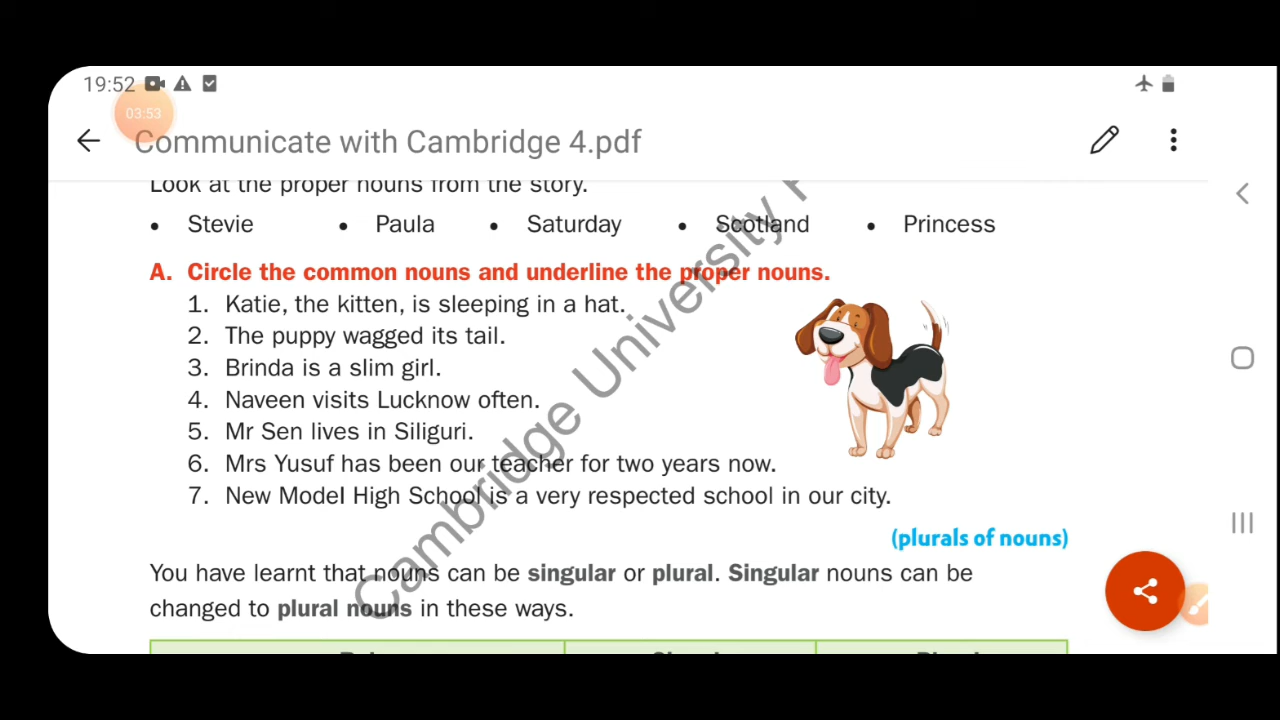 19:52
03:53
Communicate with Cambridge 4.pdf
Look at the proper nouns from the story.
• Stevie • Paula • Saturday • Scotland • Princess
A. Circle the common nouns and underline the proper nouns.
1. Katie, the kitten, is sleeping in a hat.
2. The puppy wagged its tail.
3. Brinda is a slim girl.
4. Naveen visits Lucknow often.
5. Mr Sen lives in Siliguri.
6. Mrs Yusuf has been our teacher for two years now.
7. New Model High School is a very respected school in our city.
(plurals of nouns)
You have learnt that nouns can be singular or plural. Singular nouns can be
changed to plural nouns in these ways.
Cambridge University